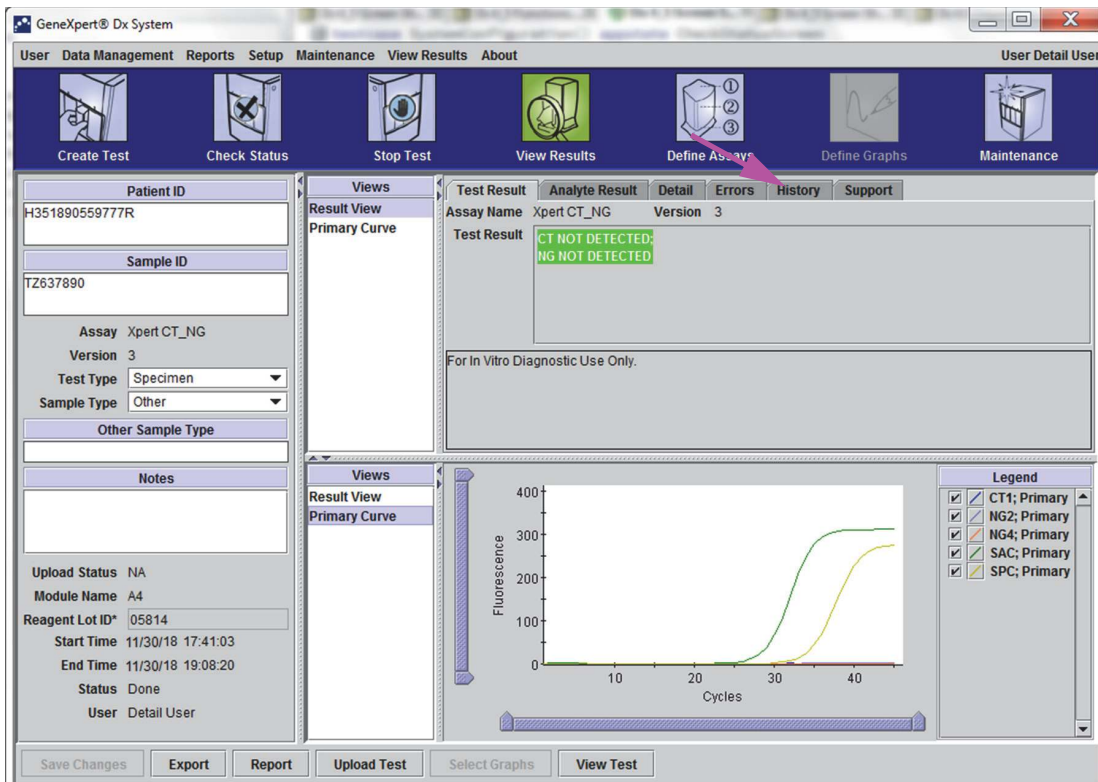 GeneXpert® Dx System
User Data Management Reports Setup Maintenance View Results About User Detail User
Create Test
Check Status
Stop Test
View Results
1
2
3
Define Assays
Define Graphs
Maintenance
Patient ID
H351890559777R
Sample ID
TZ637890
Assay Xpert CT_NG
Version 3
Test Type Specimen
Sample Type Other
Other Sample Type
Notes
Upload Status NA
Module Name A4
Reagent Lot ID* 05814
Start Time 11/30/18 17:41:03
End Time 11/30/18 19:08:20
Status Done
User Detail User
Views
Result View
Primary Curve
Test Result Analyte Result Detail Errors History Support
Assay Name Xpert CT_NG Version 3
Test Result CT NOT DETECTED;
NG NOT DETECTED
For In Vitro Diagnostic Use Only.
Views
Result View
Primary Curve
400
300
200
100
0
Fluorescence
10 20 30 40
Cycles
Legend
CT1; Primary
NG2; Primary
NG4; Primary
SAC; Primary
SPC; Primary
Save Changes Export Report Upload Test Select Graphs View Test